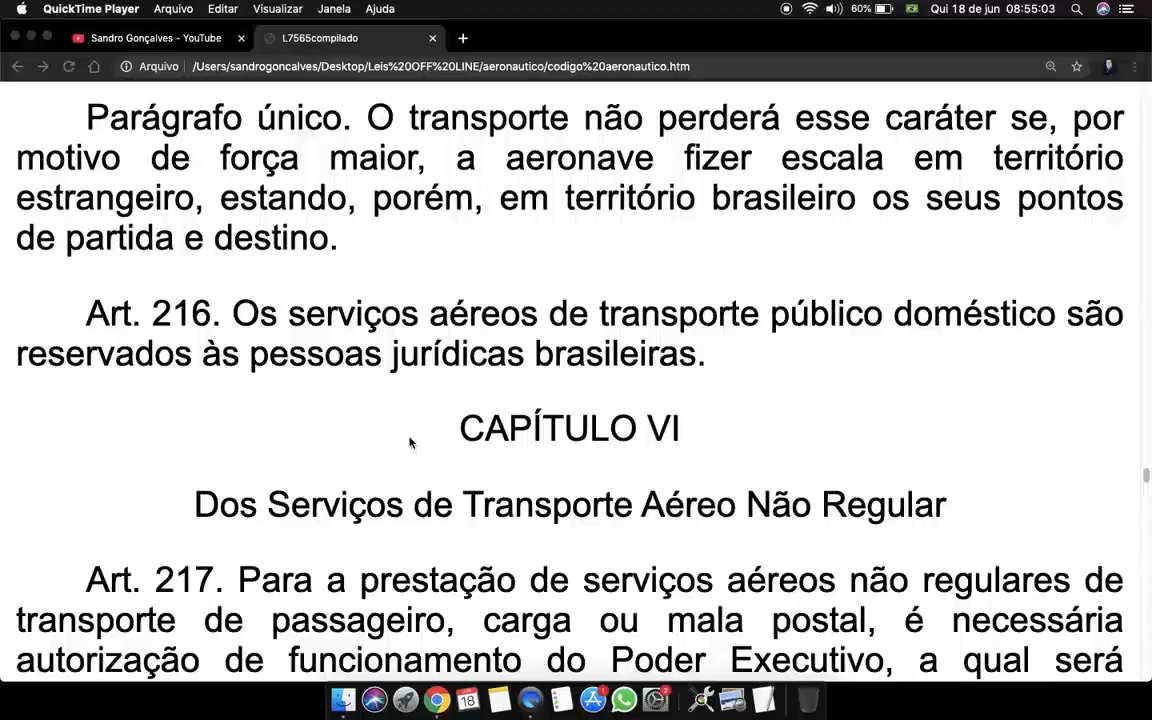 QuickTime Player Arquivo Editar Visualizar Janela Ajuda 60% Qui 18 de jun 08:55:03
Sandro Gonçalves - YouTube L7565compilado
Arquivo /Users/sandrogoncalves/Desktop/Leis%20OFF%20LINE/aeronautico/codigo%20aeronautico.htm
Parágrafo único. O transporte não perderá esse caráter se, por
motivo de força maior, a aeronave fizer escala em território
estrangeiro, estando, porém, em território brasileiro os seus pontos
de partida e destino.
Art. 216. Os serviços aéreos de transporte público doméstico são
reservados às pessoas jurídicas brasileiras.
CAPÍTULO VI
Dos Serviços de Transporte Aéreo Não Regular
Art. 217. Para a prestação de serviços aéreos não regulares de
transporte de passageiro, carga ou mala postal, é necessária
autorização de funcionamento do Poder Executivo, a qual será
18